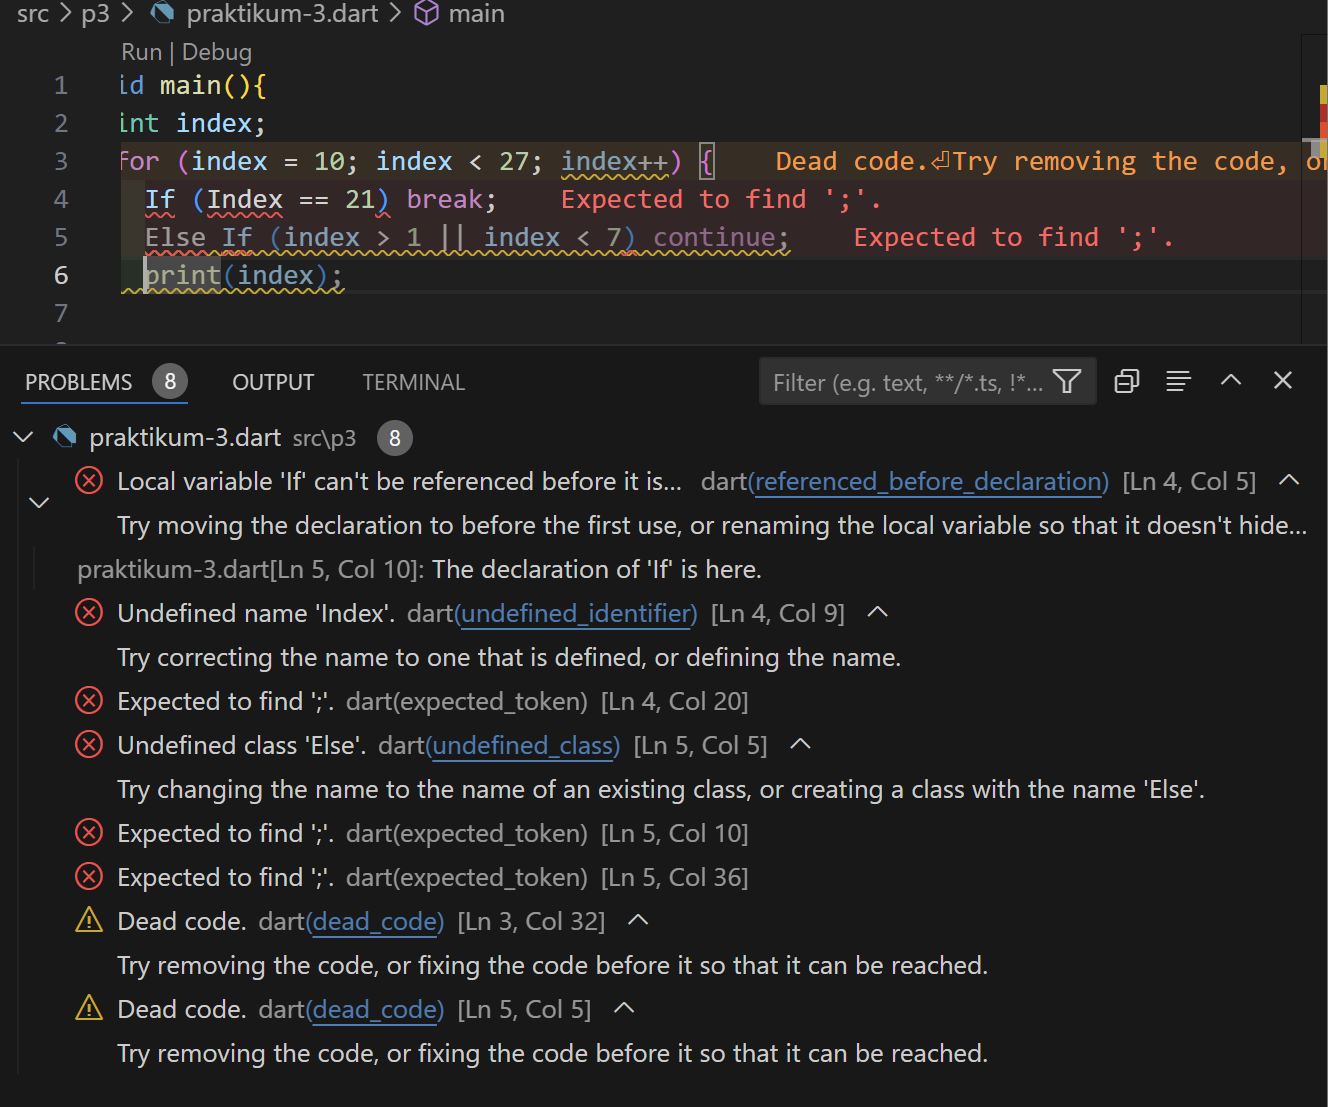 src > p3 > praktikum-3.dart > main
Run | Debug
1 id main(){
2 int index;
3 for (index = 10; index < 27; index++) { Dead code.⏎Try removing the code, o
4 If (Index == 21) break; Expected to find ';'.
5 Else If (index > 1 || index < 7) continue; Expected to find ';'.
6 print(index);
7
PROBLEMS 8 OUTPUT TERMINAL Filter (e.g. text, **/*.ts, !*...
praktikum-3.dart src\p3 8
Local variable 'If' can't be referenced before it is... dart(referenced_before_declaration) [Ln 4, Col 5]
Try moving the declaration to before the first use, or renaming the local variable so that it doesn't hide...
praktikum-3.dart[Ln 5, Col 10]: The declaration of 'If' is here.
Undefined name 'Index'. dart(undefined_identifier) [Ln 4, Col 9]
Try correcting the name to one that is defined, or defining the name.
Expected to find ';'. dart(expected_token) [Ln 4, Col 20]
Undefined class 'Else'. dart(undefined_class) [Ln 5, Col 5]
Try changing the name to the name of an existing class, or creating a class with the name 'Else'.
Expected to find ';'. dart(expected_token) [Ln 5, Col 10]
Expected to find ';'. dart(expected_token) [Ln 5, Col 36]
Dead code. dart(dead_code) [Ln 3, Col 32]
Try removing the code, or fixing the code before it so that it can be reached.
Dead code. dart(dead_code) [Ln 5, Col 5]
Try removing the code, or fixing the code before it so that it can be reached.